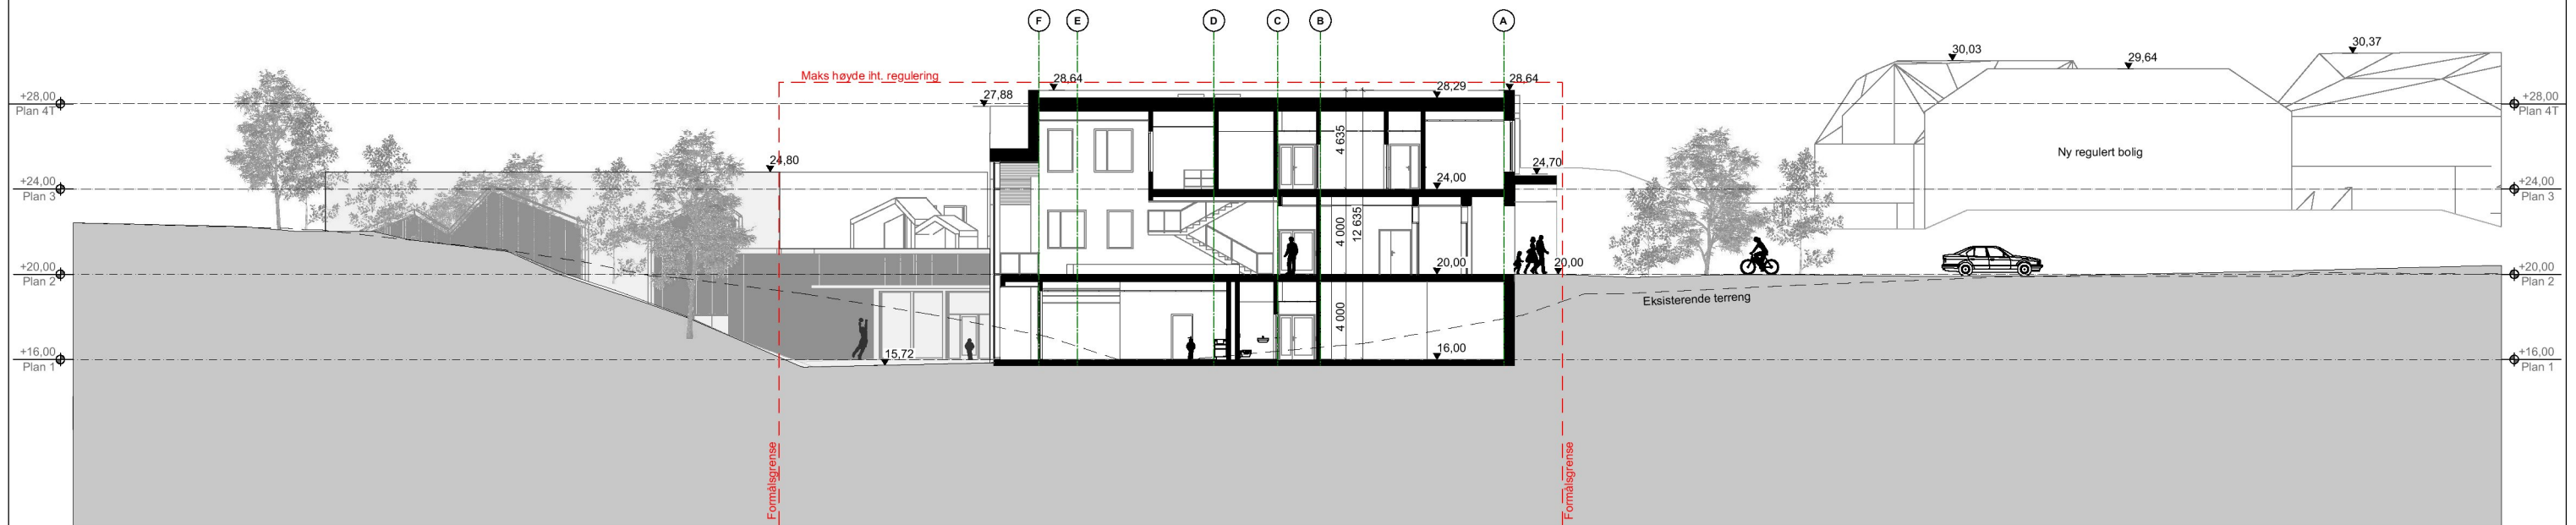 F E D C B A
Maks høyde iht. regulering
28,64
28,29
28,64
30,03
29,64
30,37
+28,00
Plan 4T
27,88
+28,00
Plan 4T
4 635
24,80
24,70
Ny regulert bolig
+24,00
Plan 3
24,00
+24,00
Plan 3
4 000
12 635
+20,00
Plan 2
20,00
20,00
+20,00
Plan 2
Eksisterende terreng
4 000
+16,00
Plan 1
15,72
16,00
+16,00
Plan 1
Formålsgrense
Formålsgrense